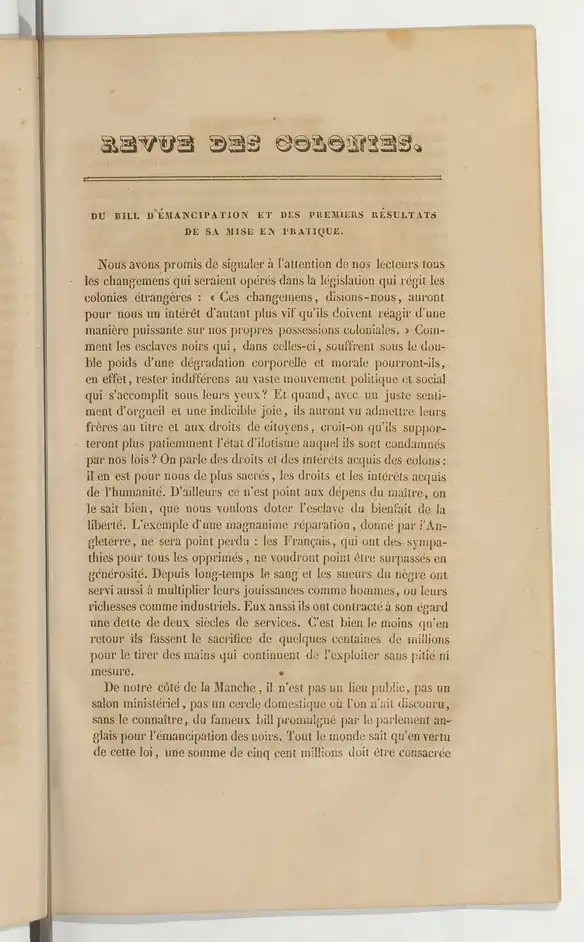 REVUE DES COLONIES.
DU BILL D'ÉMANCIPATION ET DES PREMIERS RÉSULTATS
DE SA MISE EN PRATIQUE.
Nous avons promis de signaler à l'attention de nos lecteurs tous
les changemens qui seraient opérés dans la législation qui régit les
colonies étrangères : « Ces changemens, disions-nous, auront
pour nous un intérêt d'autant plus vif qu'ils doivent réagir d'une
manière puissante sur nos propres possessions coloniales. » Com-
ment les esclaves noirs qui, dans celles-ci, souffrent sous le dou-
ble poids d'une dégradation corporelle et morale pourront-ils,
en effet, rester indifférens au vaste mouvement politique et social
qui s'accomplit sous leurs yeux? Et quand, avec un juste senti-
ment d'orgueil et une indicible joie, ils auront vu admettre leurs
frères au titre et aux droits de citoyens, croit-on qu'ils suppor-
teront plus patiemment l'état d'ilotisme auquel ils sont condamnés
par nos lois? On parle des droits et des intérêts acquis des colons:
il en est pour nous de plus sacrés, les droits et les intérêts acquis
de l'humanité. D'ailleurs ce n'est point aux dépens du maître, on
le sait bien, que nous voulons doter l'esclave du bienfait de la
liberté. L'exemple d'une magnanime réparation, donné par l'An-
gleterre, ne sera point perdu : les Français, qui ont des sympa-
thies pour tous les opprimés, ne voudront point être surpassés en
générosité. Depuis long-temps le sang et les sueurs du nègre ont
servi aussi à multiplier leurs jouissances comme hommes, ou leurs
richesses comme industriels. Eux aussi ils ont contracté à son égard
une dette de deux siècles de services. C'est bien le moins qu'en
retour ils fassent le sacrifice de quelques centaines de millions
pour le tirer des mains qui continuent de l'exploiter sans pitié ni
mesure.
De notre côté de la Manche, il n'est pas un lieu public, pas un
salon ministériel, pas un cercle domestique où l'on n'ait discouru,
sans le connaître, du fameux bill promulgué par le parlement an-
glais pour l'émancipation des noirs. Tout le monde sait qu'en vertu
de cette loi, une somme de cinq cent millions doit être consacrée